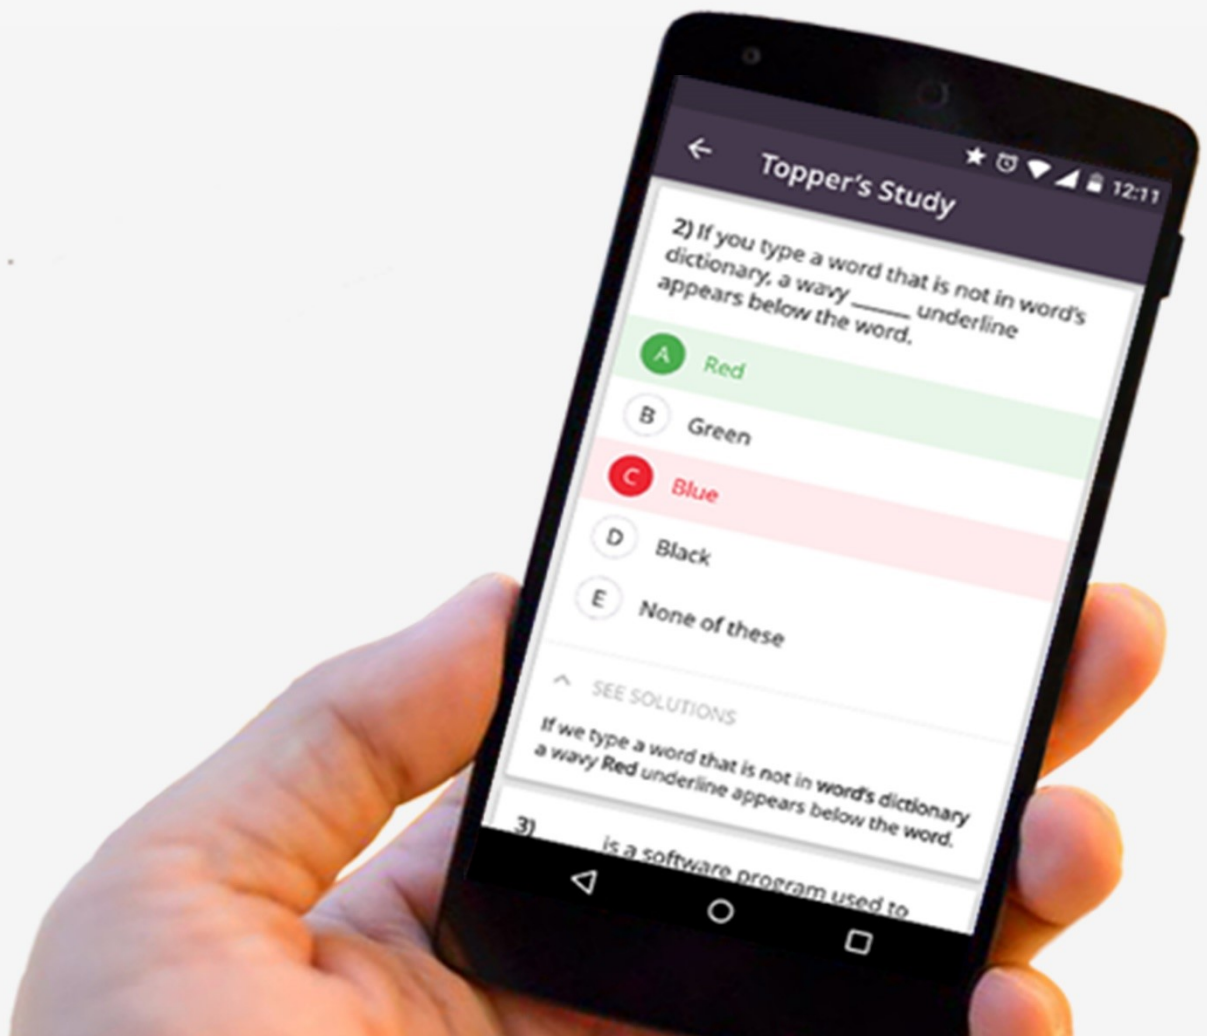 12:11
Topper's Study
2) If you type a word that is not in word's
dictionary, a wavy ______ underline
appears below the word.
A Red
B Green
C Blue
D Black
E None of these
SEE SOLUTIONS
If we type a word that is not in word's dictionary
a wavy Red underline appears below the word.
3) ______ is a software program used to